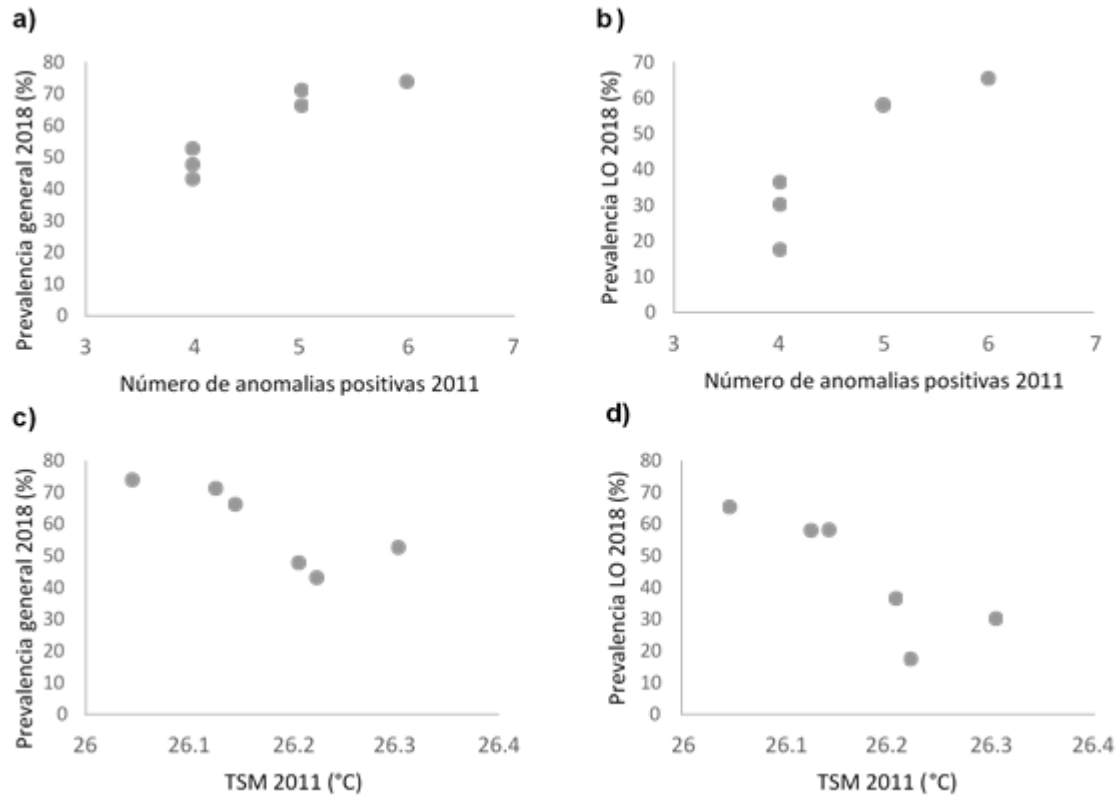 a)
Prevalencia general 2018 (%)
80
70
60
50
40
30
20
10
0
3 4 5 6 7
Número de anomalias positivas 2011
b)
Prevalencia LO 2018 (%)
70
60
50
40
30
20
10
0
3 4 5 6 7
Número de anomalias positivas 2011
c)
Prevalencia general 2018 (%)
80
70
60
50
40
30
20
10
0
26 26.1 26.2 26.3 26.4
TSM 2011 (°C)
d)
Prevalencia LO 2018 (%)
80
70
60
50
40
30
20
10
0
26 26.1 26.2 26.3 26.4
TSM 2011 (°C)